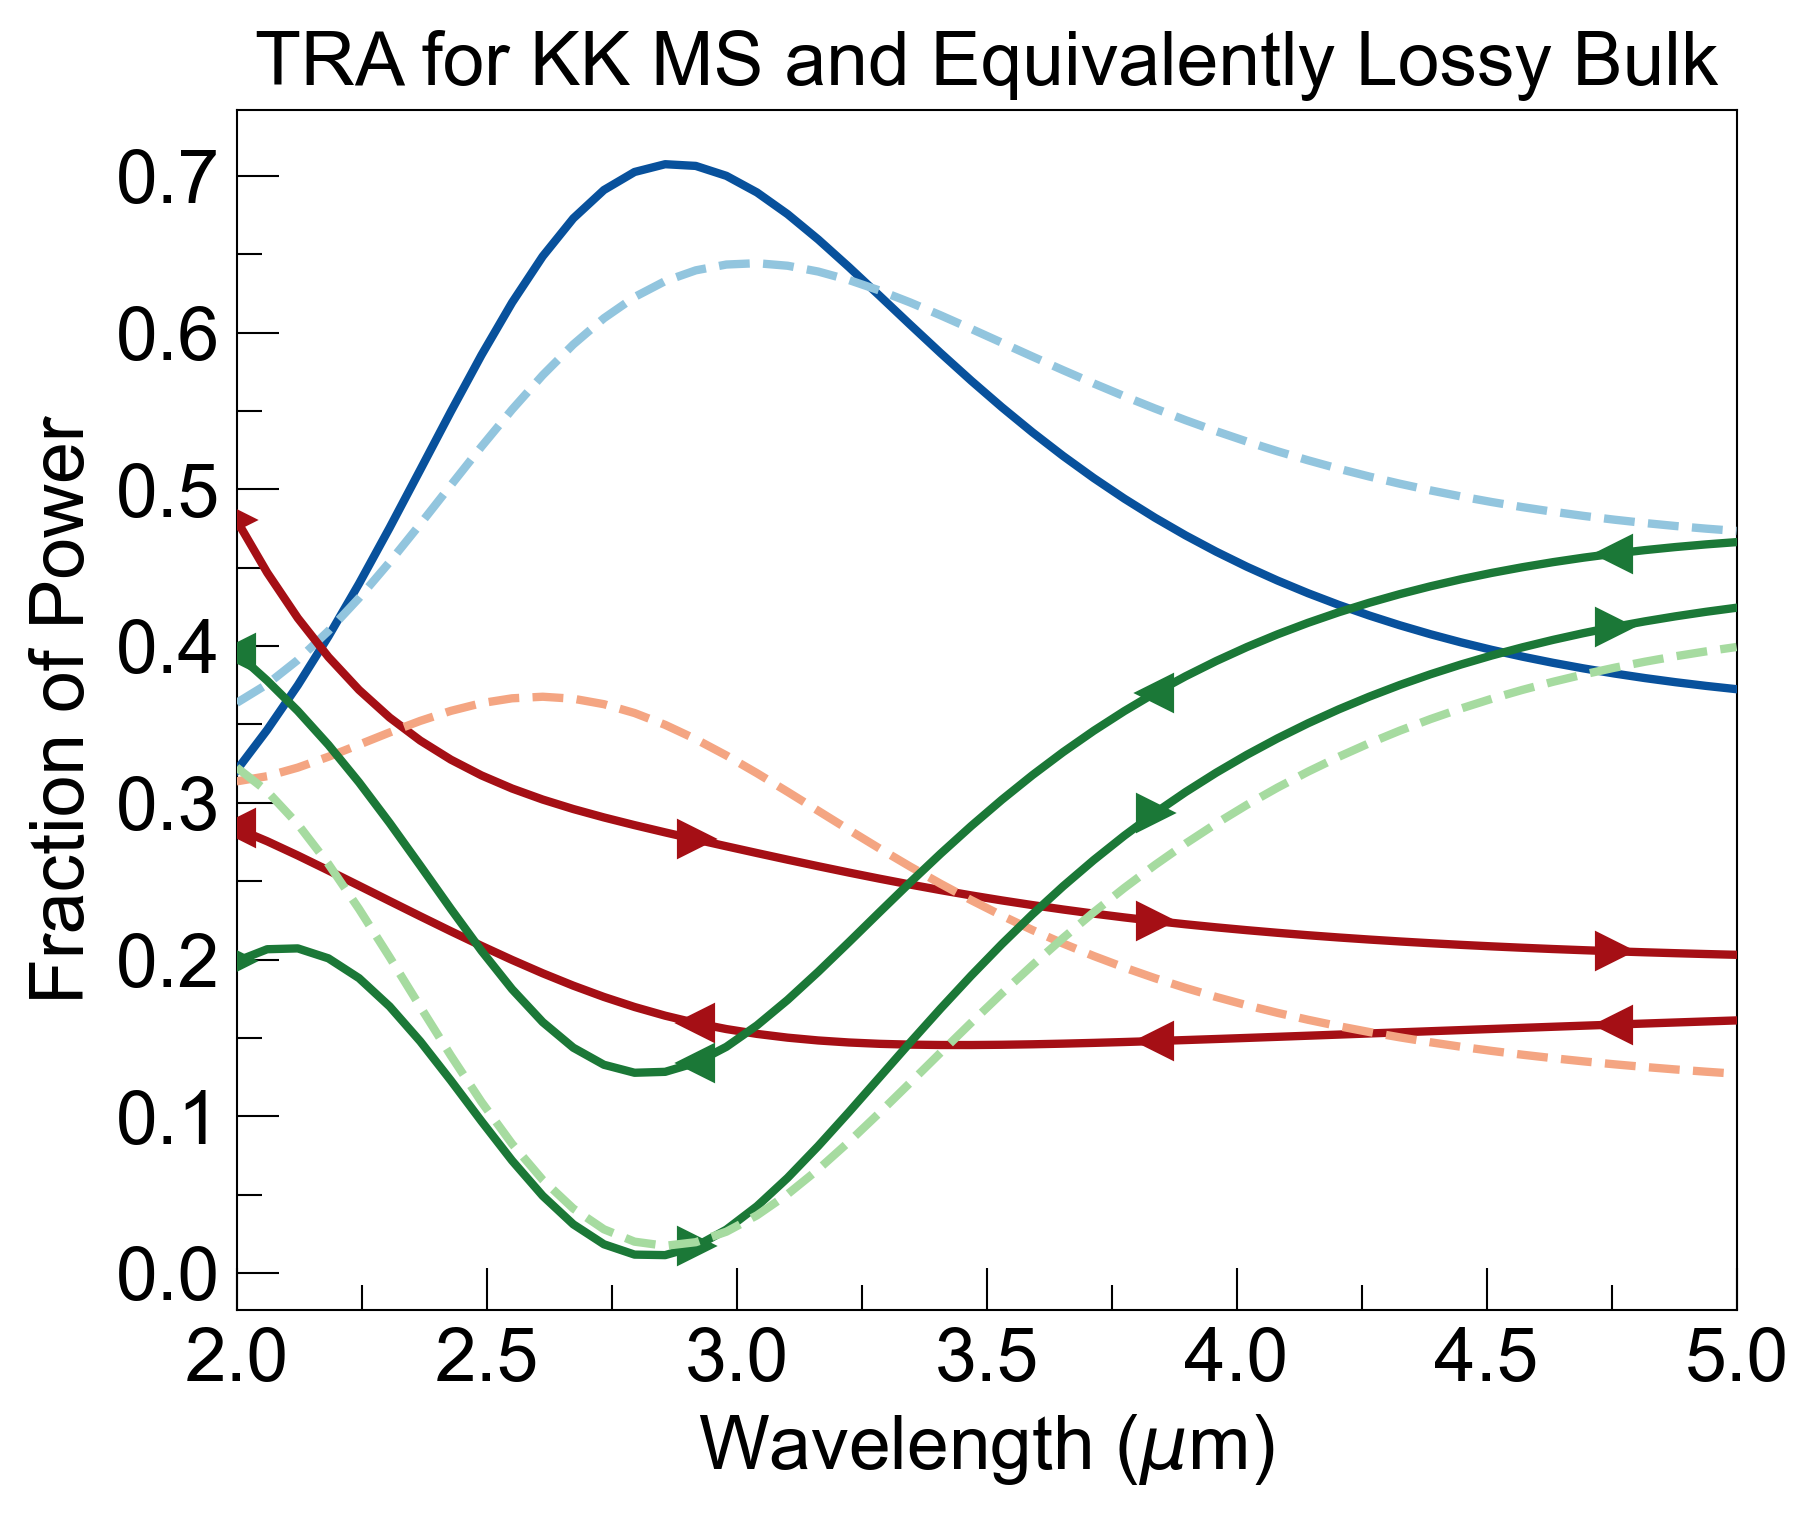 TRA for KK MS and Equivalently Lossy Bulk
Fraction of Power
0.7
0.6
0.5
0.4
0.3
0.2
0.1
0.0
2.0 2.5 3.0 3.5 4.0 4.5 5.0
Wavelength (μm)